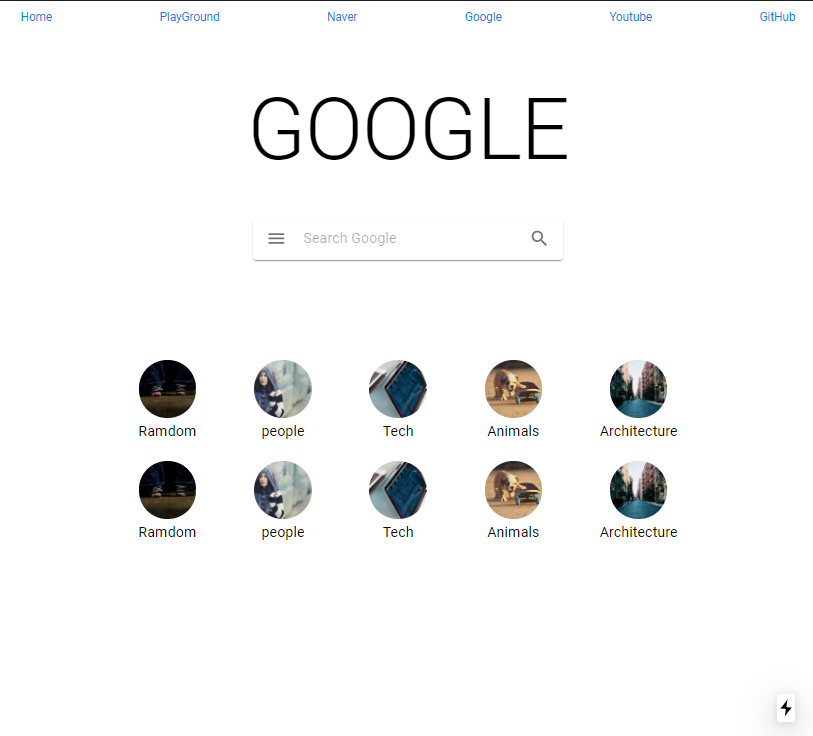 Home PlayGround Naver Google Youtube GitHub
GOOGLE
Search Google
Ramdom people Tech Animals Architecture
Ramdom people Tech Animals Architecture